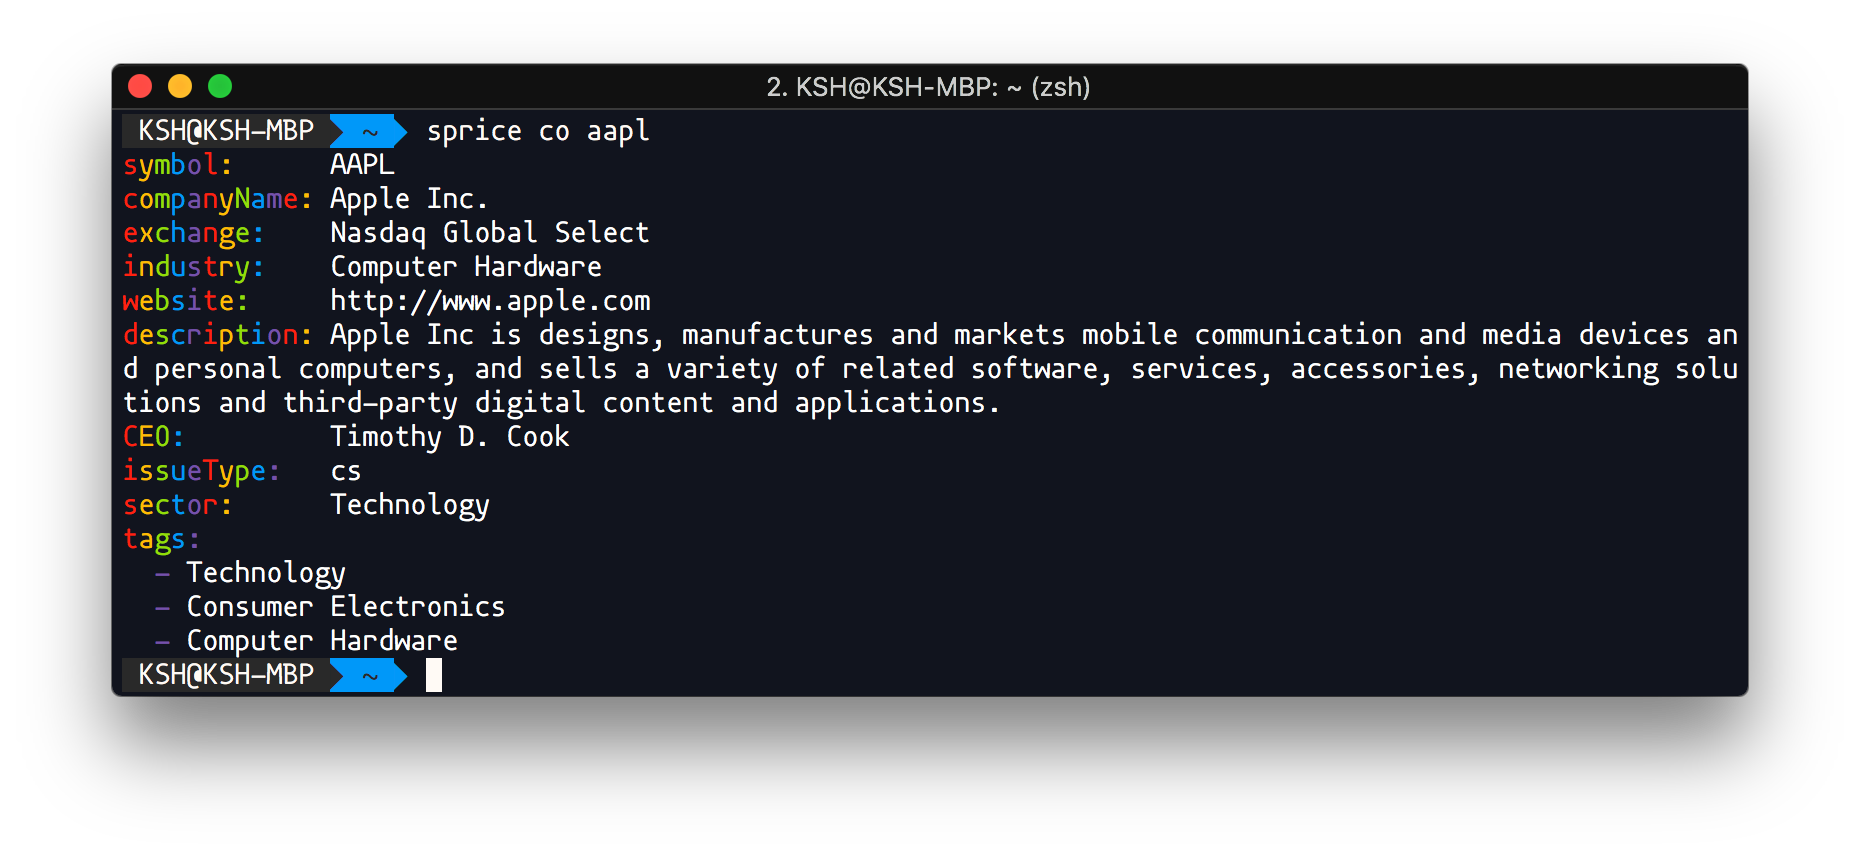 2. KSH@KSH-MBP: ~ (zsh)
KSH@KSH-MBP ~ sprice co aapl
symbol: AAPL
companyName: Apple Inc.
exchange: Nasdaq Global Select
industry: Computer Hardware
website: http://www.apple.com
description: Apple Inc is designs, manufactures and markets mobile communication and media devices an
d personal computers, and sells a variety of related software, services, accessories, networking solu
tions and third-party digital content and applications.
CEO: Timothy D. Cook
issueType: cs
sector: Technology
tags:
- Technology
- Consumer Electronics
- Computer Hardware
KSH@KSH-MBP ~